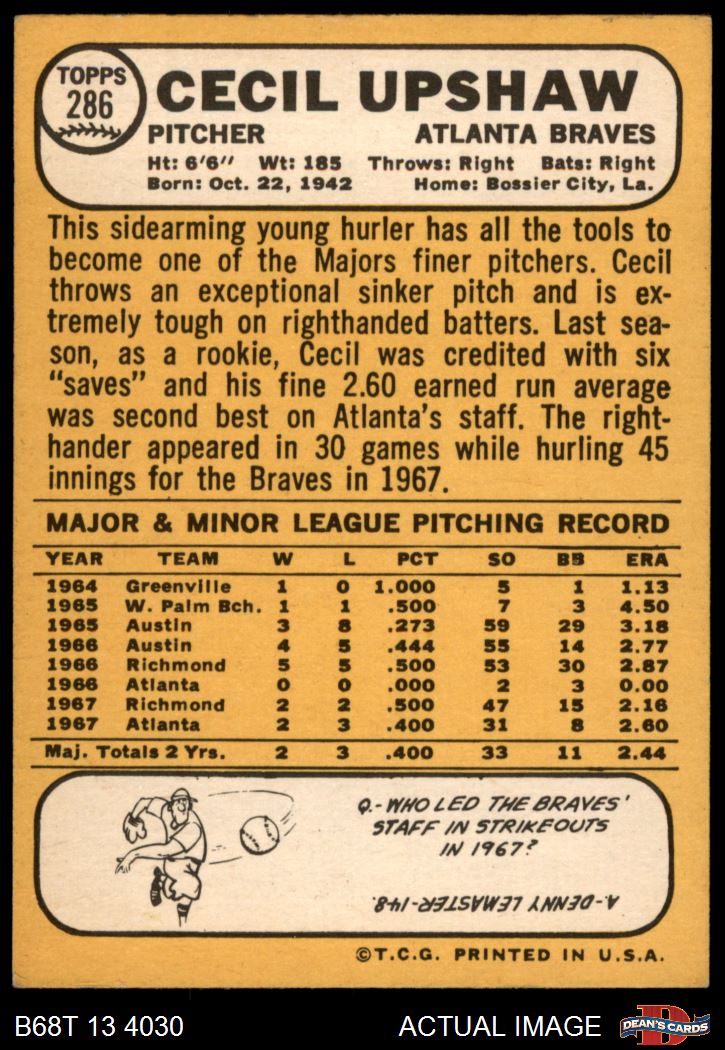 TOPPS
286
CECIL UPSHAW
PITCHER ATLANTA BRAVES
Ht: 6'6" Wt: 185 Throws: Right Bats: Right
Born: Oct. 22, 1942 Home: Bossier City, La.
This sidearming young hurler has all the tools to
become one of the Majors finer pitchers. Cecil
throws an exceptional sinker pitch and is ex-
tremely tough on righthanded batters. Last sea-
son, as a rookie, Cecil was credited with six
"saves" and his fine 2.60 earned run average
was second best on Atlanta's staff. The right-
hander appeared in 30 games while hurling 45
innings for the Braves in 1967.
MAJOR & MINOR LEAGUE PITCHING RECORD
YEAR TEAM W L PCT SO BB ERA
1964 Greenville 1 0 1.000 5 1 1.13
1965 W. Palm Bch. 1 1 .500 7 3 4.50
1965 Austin 3 8 .273 59 29 3.18
1966 Austin 4 5 .444 55 14 2.77
1966 Richmond 5 5 .500 53 30 2.87
1966 Atlanta 0 0 .000 2 3 0.00
1967 Richmond 2 2 .500 47 15 2.16
1967 Atlanta 2 3 .400 31 8 2.60
Maj. Totals 2 Yrs. 2 3 .400 33 11 2.44
Q.-WHO LED THE BRAVES'
STAFF IN STRIKEOUTS
IN 1967?
A-DENNY LEMASTER-148.
©T.C.G. PRINTED IN U.S.A.
B68T 13 4030 ACTUAL IMAGE D DEAN'S CARDS